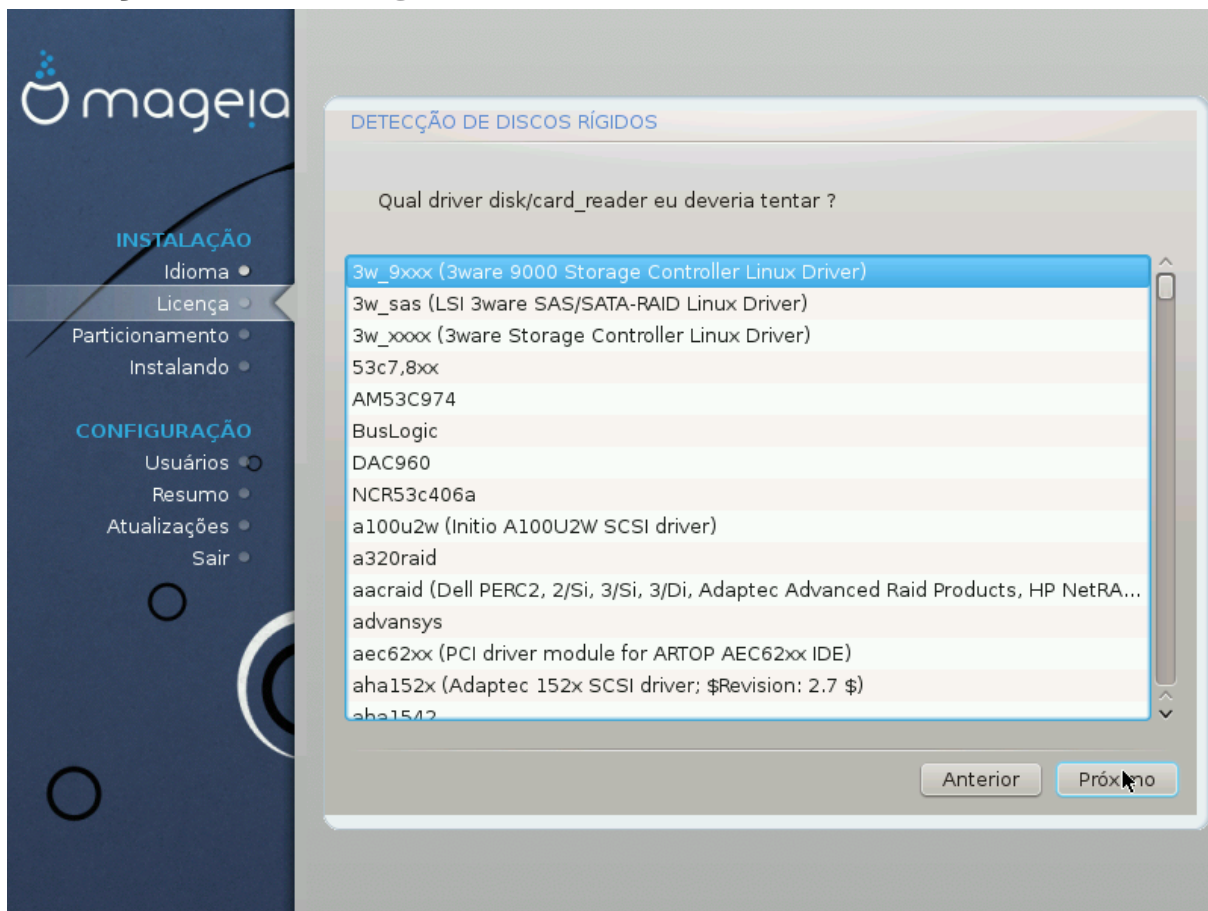 mageia
INSTALAÇÃO
Idioma
Licença
Particionamento
Instalando
CONFIGURAÇÃO
Usuários
Resumo
Atualizações
Sair
DETECÇÃO DE DISCOS RÍGIDOS
Qual driver disk/card_reader eu deveria tentar ?
3w_9xxx (3ware 9000 Storage Controller Linux Driver)
3w_sas (LSI 3ware SAS/SATA-RAID Linux Driver)
3w_xxxx (3ware Storage Controller Linux Driver)
53c7,8xx
AM53C974
BusLogic
DAC960
NCR53c406a
a100u2w (Initio A100U2W SCSI driver)
a320raid
aacraid (Dell PERC2, 2/Si, 3/Si, 3/Di, Adaptec Advanced Raid Products, HP NetRA...
advansys
aec62xx (PCI driver module for ARTOP AEC62xx IDE)
aha152x (Adaptec 152x SCSI driver; $Revision: 2.7 $)
aha1542
Anterior
Próximo